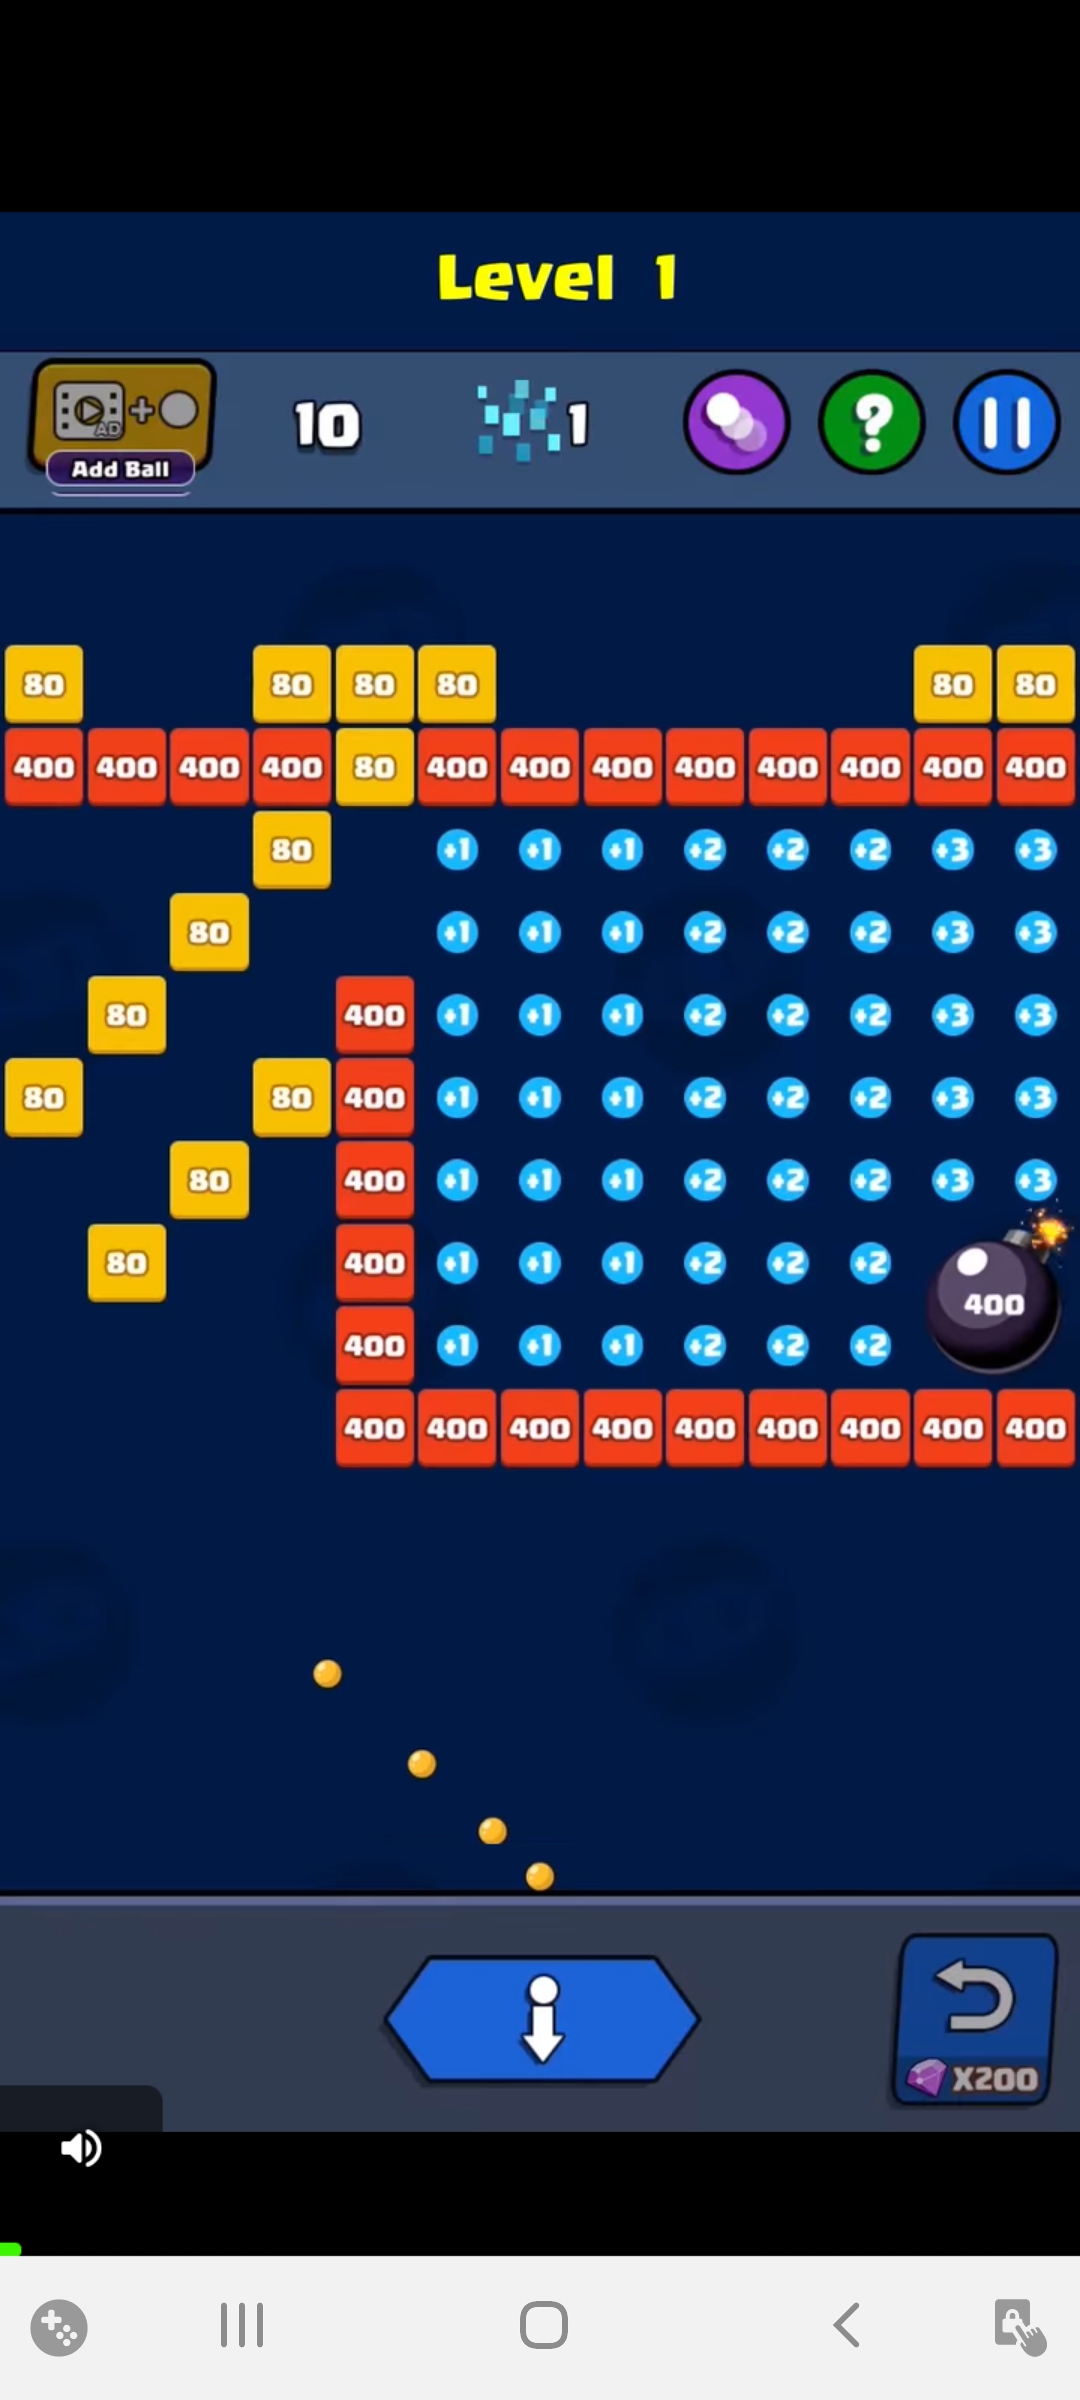 Level 1
AD
Add Ball
10
1
?
80 80 80 80 80 80
400 400 400 400 80 400 400 400 400 400 400 400 400
80 +1 +1 +1 +2 +2 +2 +3 +3
80 +1 +1 +1 +2 +2 +2 +3 +3
80 400 +1 +1 +1 +2 +2 +2 +3 +3
80 80 400 +1 +1 +1 +2 +2 +2 +3 +3
80 400 +1 +1 +1 +2 +2 +2 +3 +3
80 400 +1 +1 +1 +2 +2 +2
400
400 +1 +1 +1 +2 +2 +2
400 400 400 400 400 400 400 400 400
X200